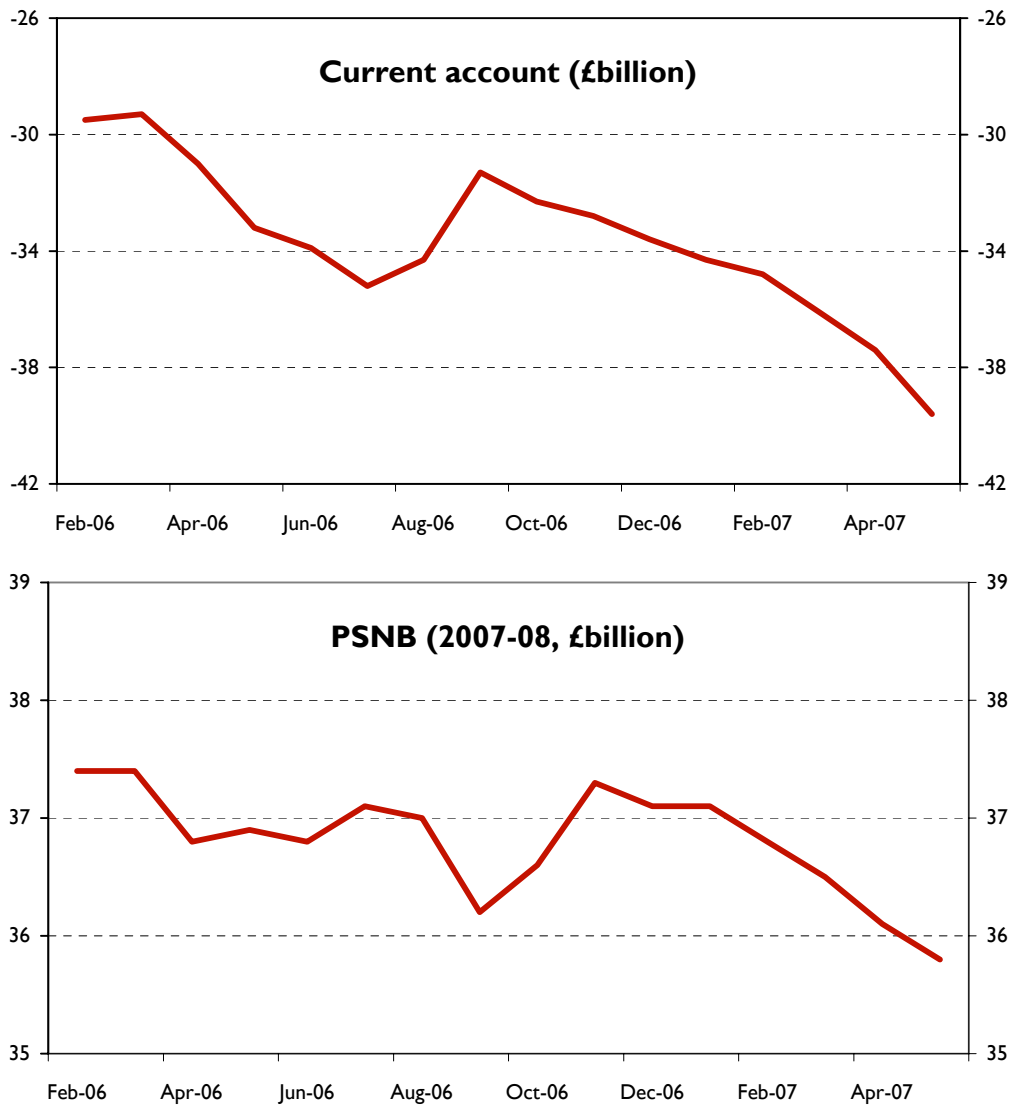 -26 -26
Current account (£billion)
-30 -30
-34 -34
-38 -38
-42 -42
Feb-06 Apr-06 Jun-06 Aug-06 Oct-06 Dec-06 Feb-07 Apr-07
39 39
PSNB (2007-08, £billion)
38 38
37 37
36 36
35 35
Feb-06 Apr-06 Jun-06 Aug-06 Oct-06 Dec-06 Feb-07 Apr-07